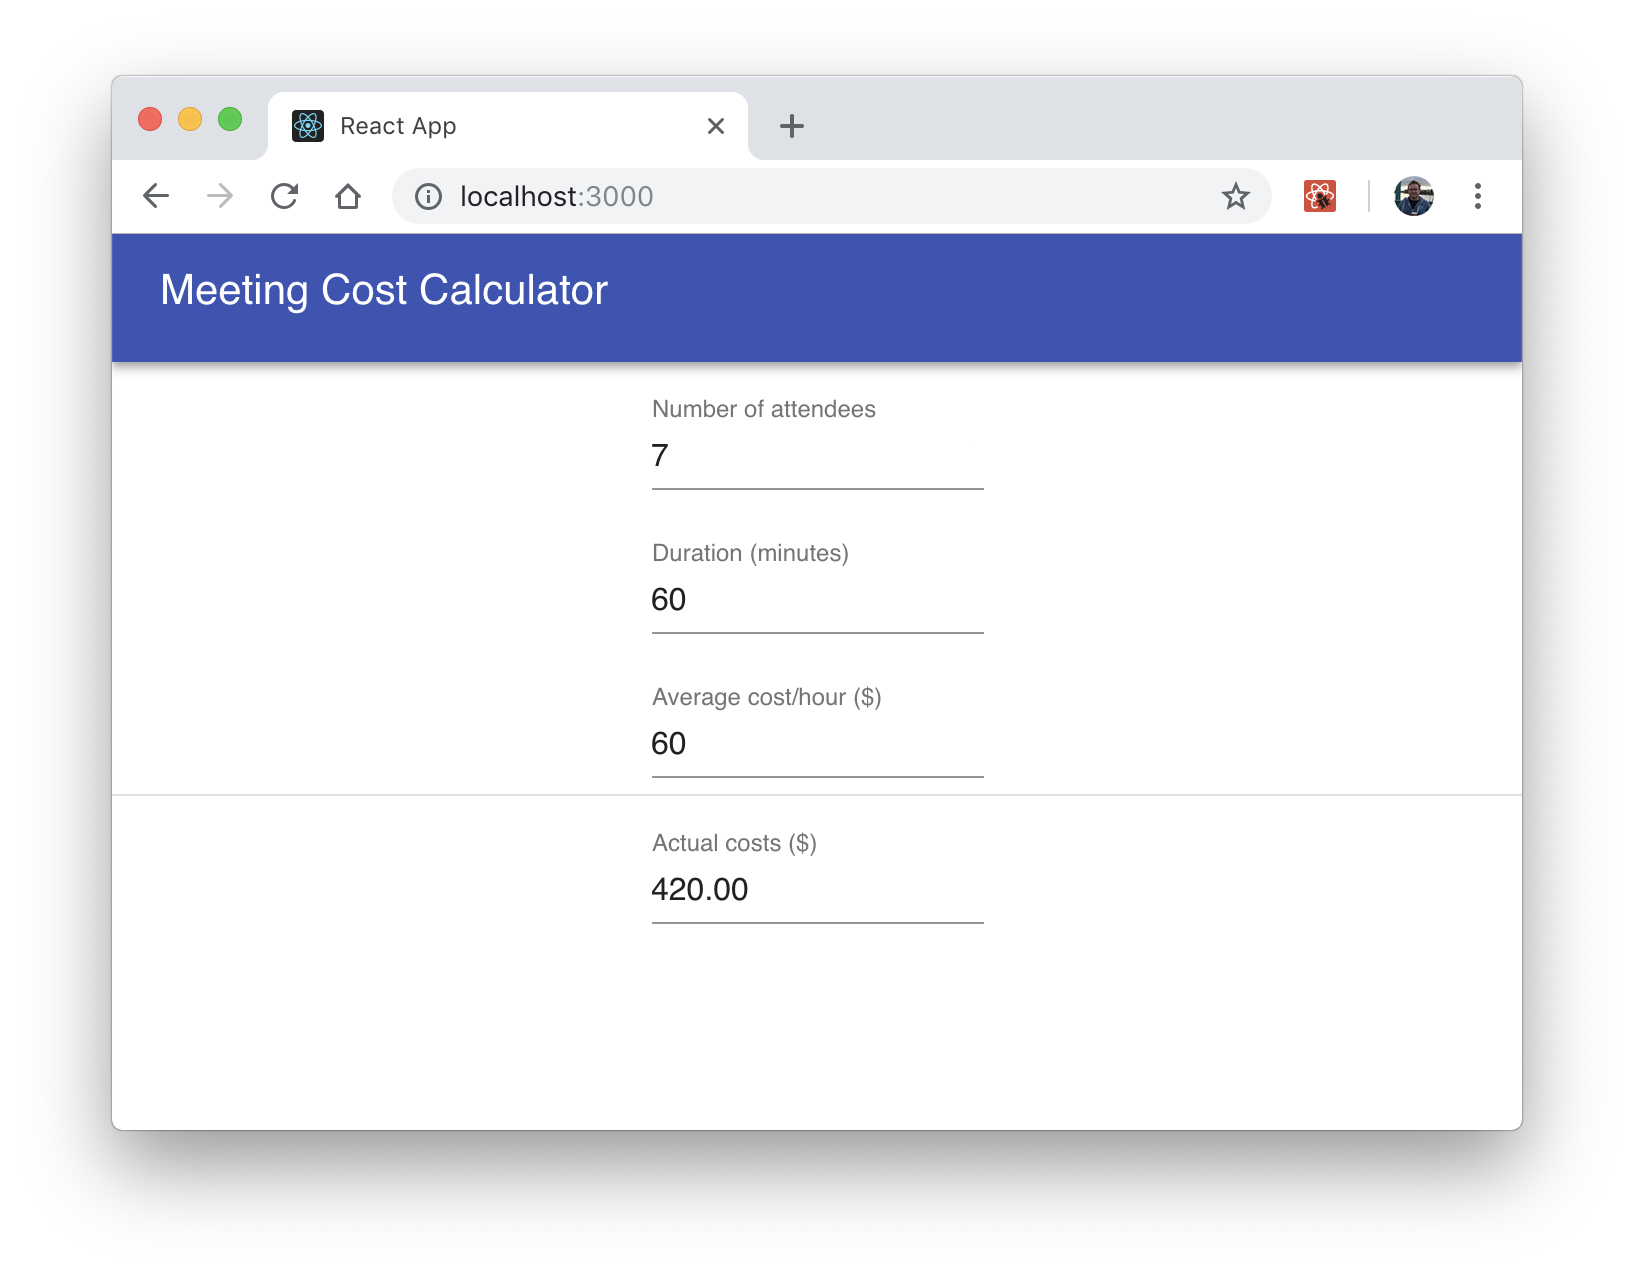 React App
localhost:3000
Meeting Cost Calculator
Number of attendees
7
Duration (minutes)
60
Average cost/hour ($)
60
Actual costs ($)
420.00